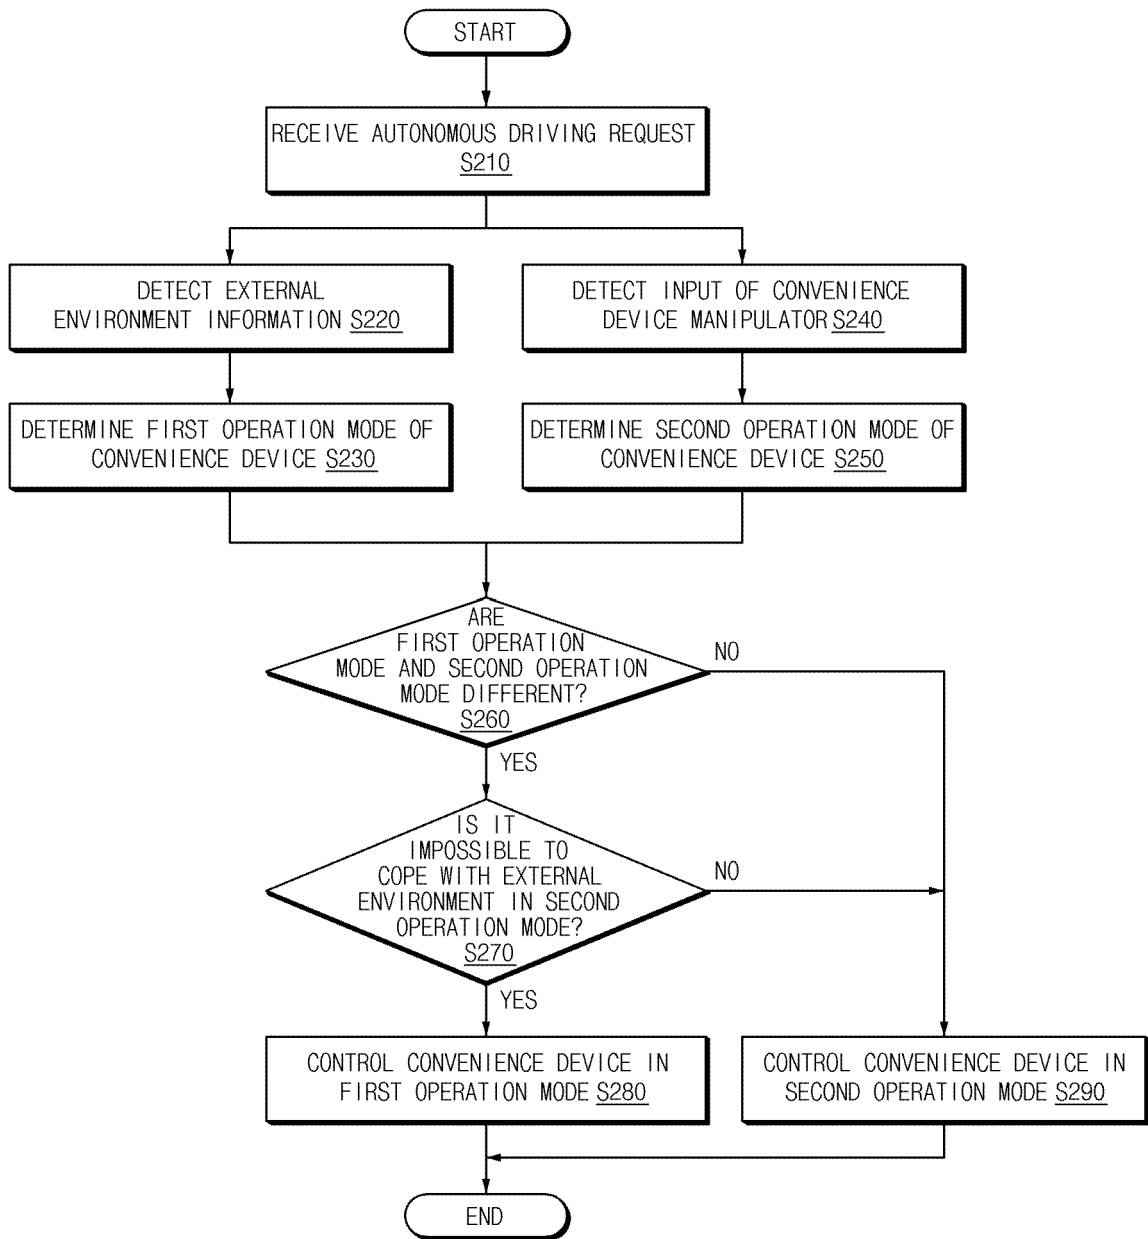 START
RECEIVE AUTONOMOUS DRIVING REQUEST
S210
DETECT EXTERNAL
ENVIRONMENT INFORMATION S220
DETECT INPUT OF CONVENIENCE
DEVICE MANIPULATOR S240
DETERMINE FIRST OPERATION MODE OF
CONVENIENCE DEVICE S230
DETERMINE SECOND OPERATION MODE OF
CONVENIENCE DEVICE S250
ARE
FIRST OPERATION
MODE AND SECOND OPERATION
MODE DIFFERENT?
S260
NO
YES
IS IT
IMPOSSIBLE TO
COPE WITH EXTERNAL
ENVIRONMENT IN SECOND
OPERATION MODE?
S270
NO
YES
CONTROL CONVENIENCE DEVICE IN
FIRST OPERATION MODE S280
CONTROL CONVENIENCE DEVICE IN
SECOND OPERATION MODE S290
END